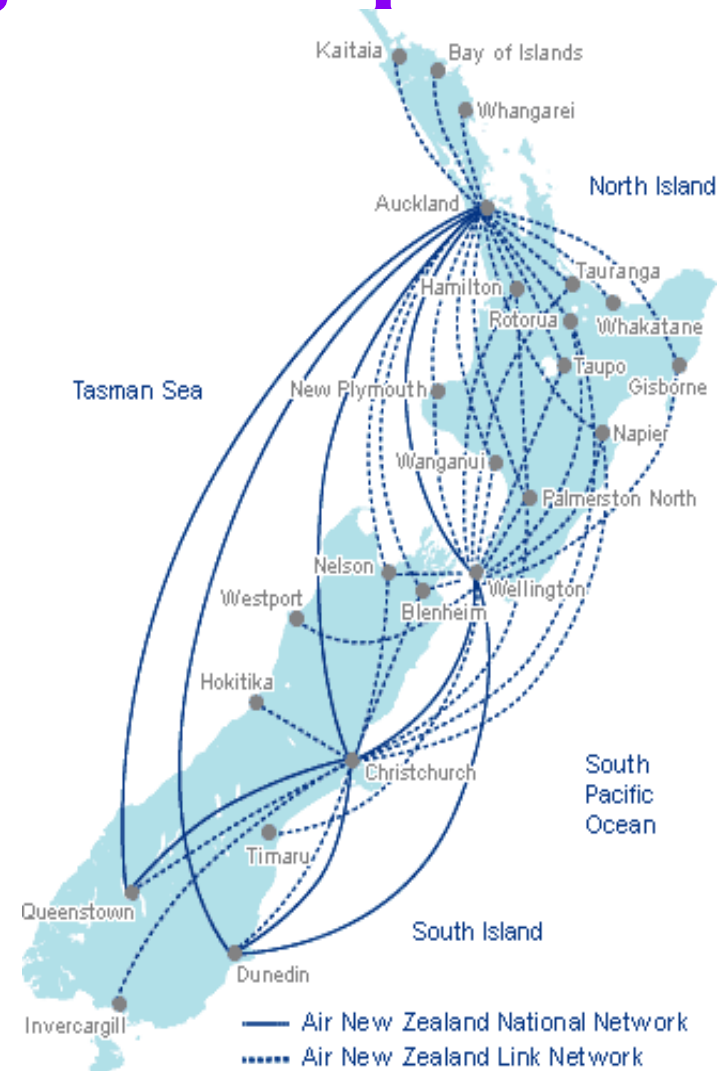 Kaitaia
Bay of Islands
Whangarei
Auckland
North Island
Tauranga
Hamilton
Rotorua
Whakatane
Taupo
Gisborne
Tasman Sea
New Plymouth
Napier
Wanganui
Palmerston North
Nelson
Wellington
Westport
Blenheim
Hokitika
Christchurch
South
Pacific
Ocean
Timaru
Queenstown
South Island
Dunedin
Invercargill
Air New Zealand National Network
Air New Zealand Link Network